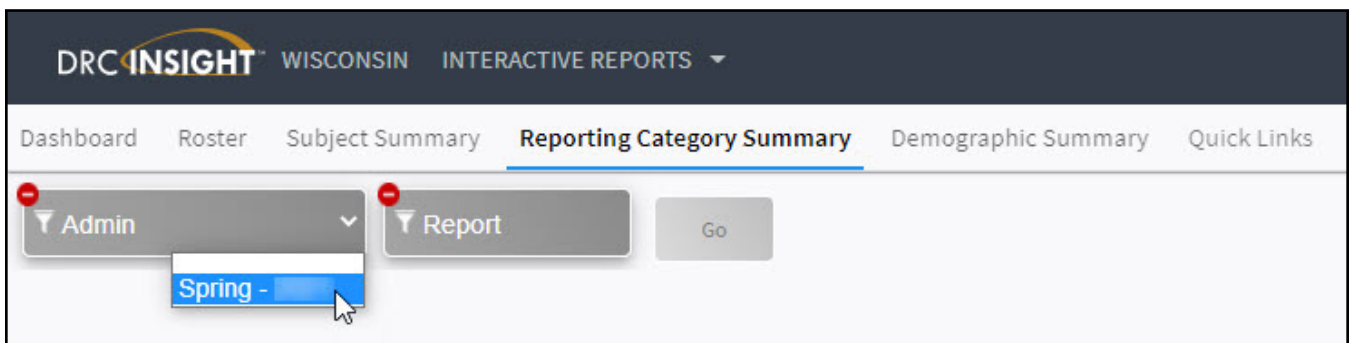 DRC INSIGHT™ WISCONSIN INTERACTIVE REPORTS
Dashboard Roster Subject Summary Reporting Category Summary Demographic Summary Quick Links
Admin Report Go
Spring -